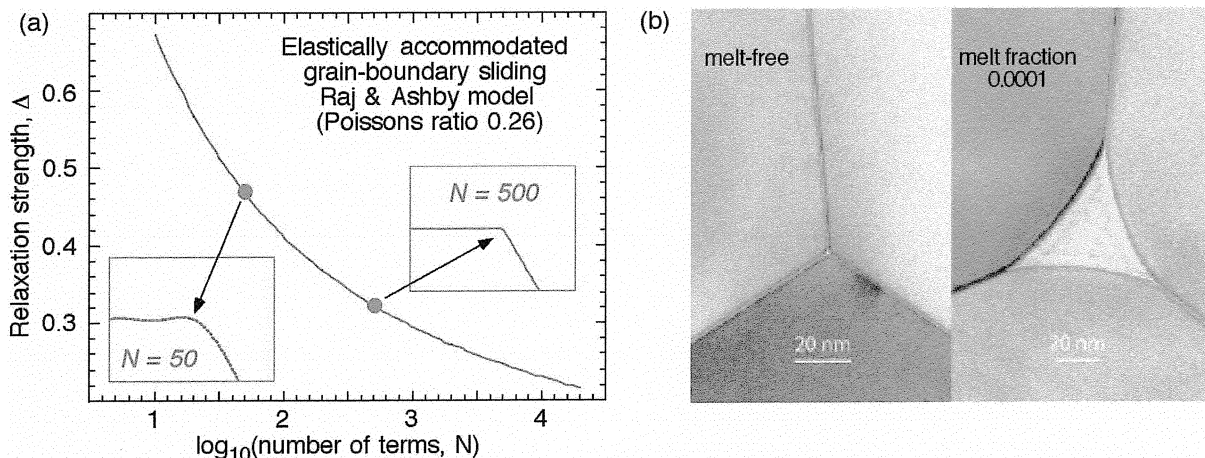 (a)
Elastically accommodated
grain-boundary sliding
Raj & Ashby model
(Poissons ratio 0.26)
Relaxation strength, Δ
0.6
0.5
0.4
0.3
N = 500
N = 50
1
2
3
4
log10(number of terms, N)
(b)
melt-free
20 nm
melt fraction
0.0001
20 nm